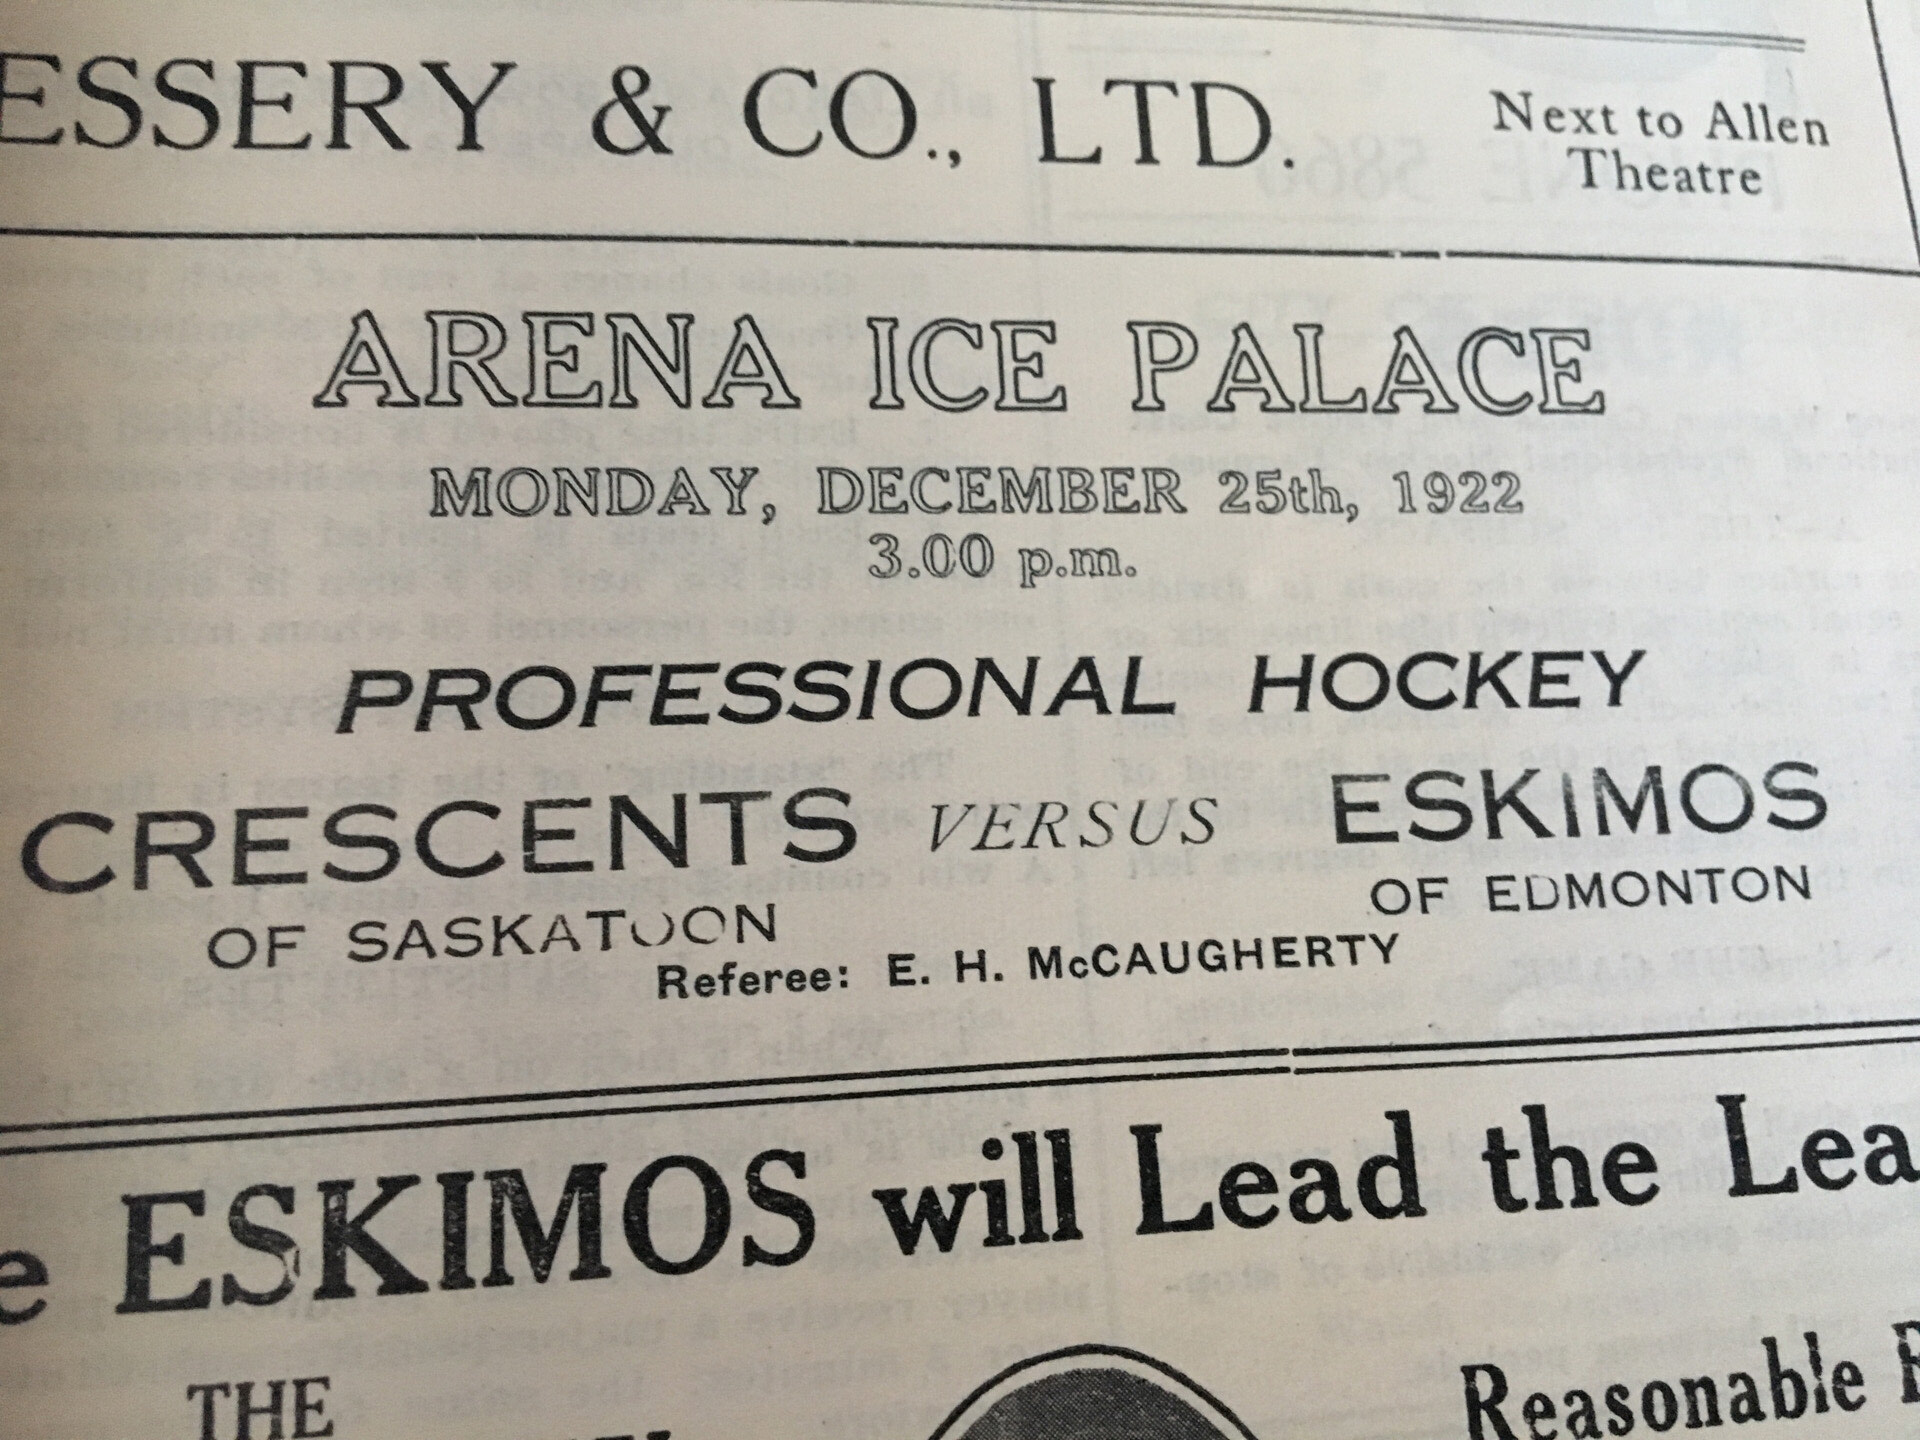 ESSERY & CO., LTD.
Next to Allen
Theatre
ARENA ICE PALACE
MONDAY, DECEMBER 25th, 1922
3.00 p.m.
PROFESSIONAL HOCKEY
CRESCENTS VERSUS ESKIMOS
OF SASKATOON
OF EDMONTON
Referee: E. H. McCAUGHERTY
e ESKIMOS will Lead the Lea
THE
Reasonable